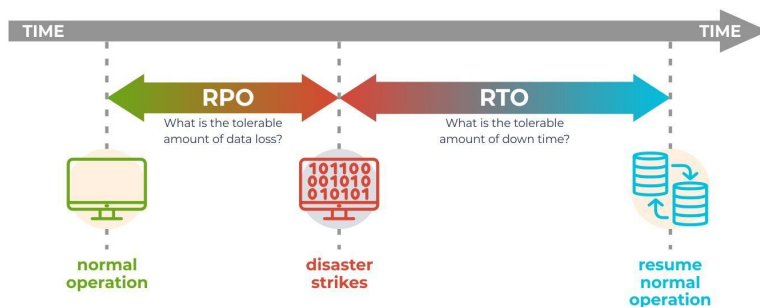 TIME
TIME
RPO
What is the tolerable
amount of data loss?
RTO
What is the tolerable
amount of down time?
101100
001010
010101
normal
operation
disaster
strikes
resume
normal
operation